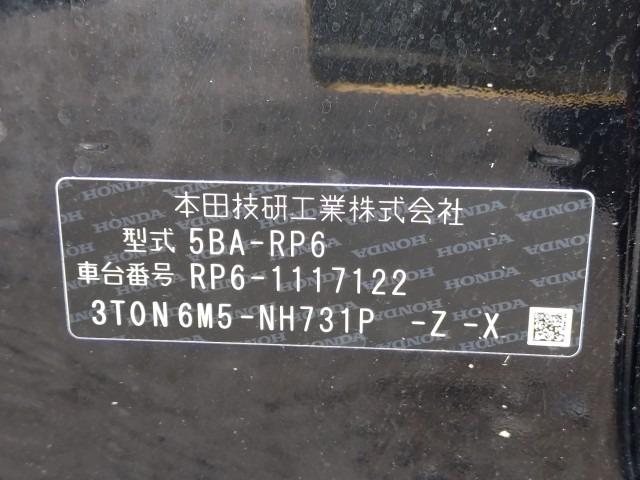 本田技研工業株式会社
型式 5BA-RP6
車台番号 RP6-1117122
3T0N6M5-NH731P -Z -X